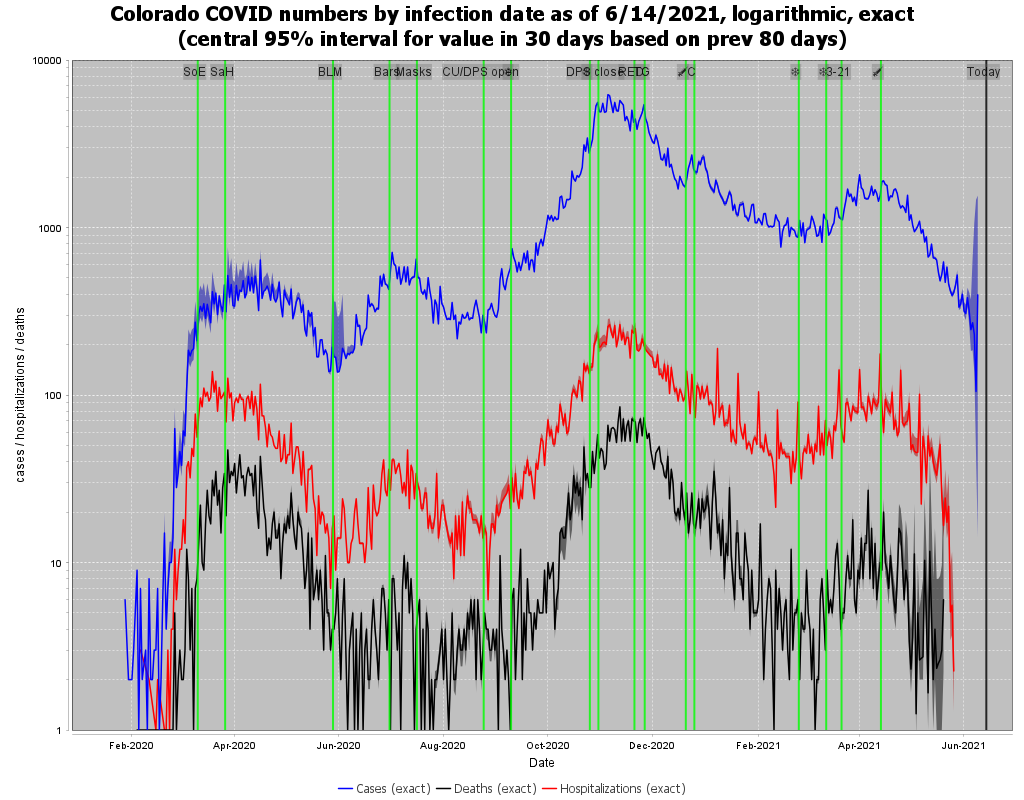 Colorado COVID numbers by infection date as of 6/14/2021, logarithmic, exact
(central 95% interval for value in 30 days based on prev 80 days)
SoE SaH BLM Bars Masks CU/DPS open DPS close RED C 3-21 Today
10000
1000
100
10
1
cases / hospitalizations / deaths
Feb-2020 Apr-2020 Jun-2020 Aug-2020 Oct-2020 Dec-2020 Feb-2021 Apr-2021 Jun-2021
Date
Cases (exact) Deaths (exact) Hospitalizations (exact)